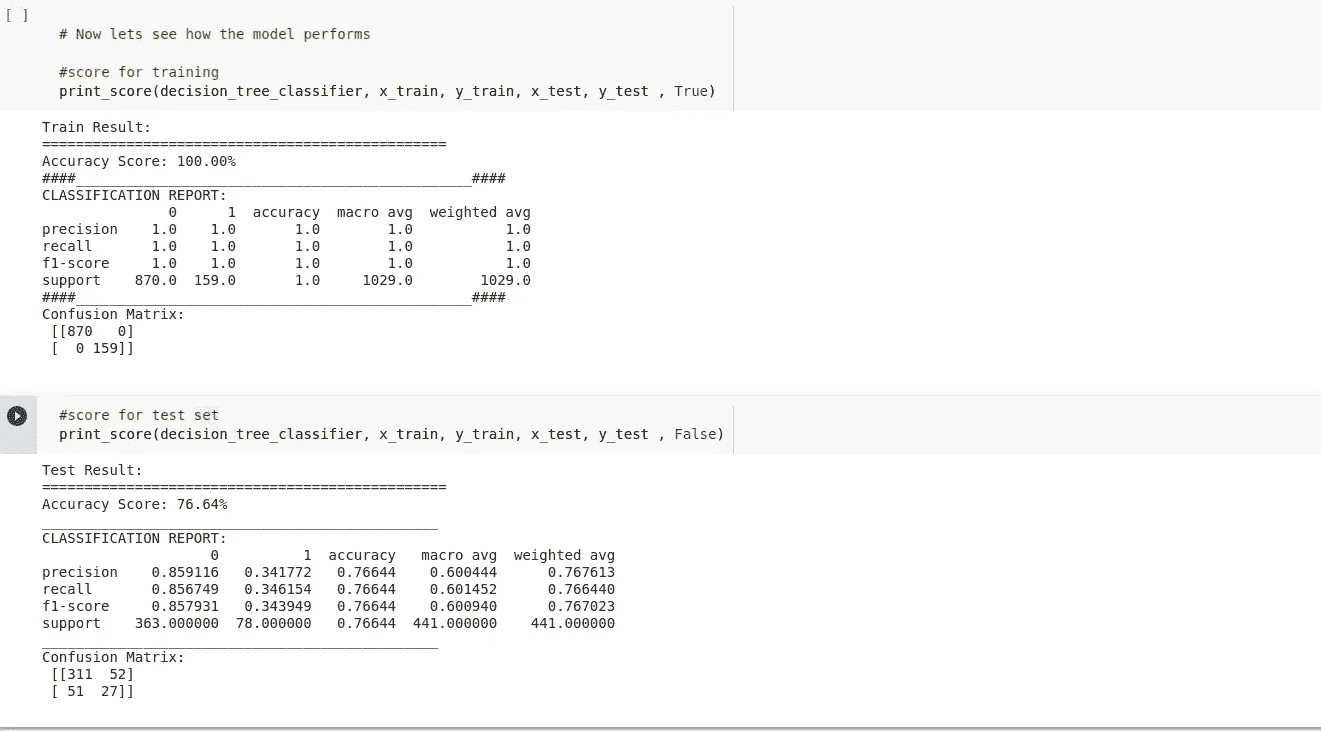 [ ]
# Now lets see how the model performs
#score for training
print_score(decision_tree_classifier, x_train, y_train, x_test, y_test , True)
Train Result:
================================================
Accuracy Score: 100.00%
####_______________________________________________####
CLASSIFICATION REPORT:
               0      1  accuracy  macro avg  weighted avg
precision    1.0    1.0       1.0        1.0           1.0
recall       1.0    1.0       1.0        1.0           1.0
f1-score     1.0    1.0       1.0        1.0           1.0
support    870.0  159.0       1.0     1029.0        1029.0
####_______________________________________________####
Confusion Matrix:
[[870   0]
[  0 159]]
#score for test set
print_score(decision_tree_classifier, x_train, y_train, x_test, y_test , False)
Test Result:
================================================
Accuracy Score: 76.64%
_______________________________________________
CLASSIFICATION REPORT:
                    0          1  accuracy   macro avg  weighted avg
precision    0.859116   0.341772   0.76644    0.600444      0.767613
recall       0.856749   0.346154   0.76644    0.601452      0.766440
f1-score     0.857931   0.343949   0.76644    0.600940      0.767023
support    363.000000  78.000000   0.76644  441.000000    441.000000
_______________________________________________
Confusion Matrix:
[[311  52]
[ 51  27]]